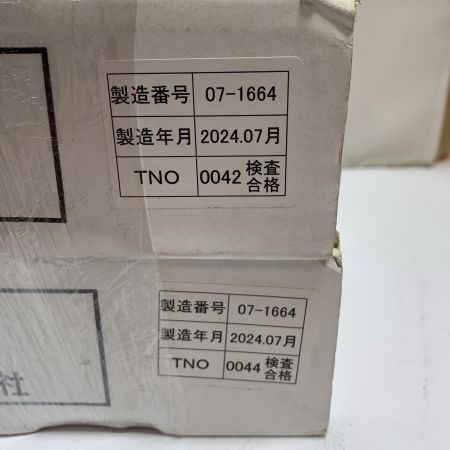 製造番号 07-1664
製造年月 2024.07月
TNO 0042 検査合格
製造番号 07-1664
製造年月 2024.07月
TNO 0044 検査合格
社